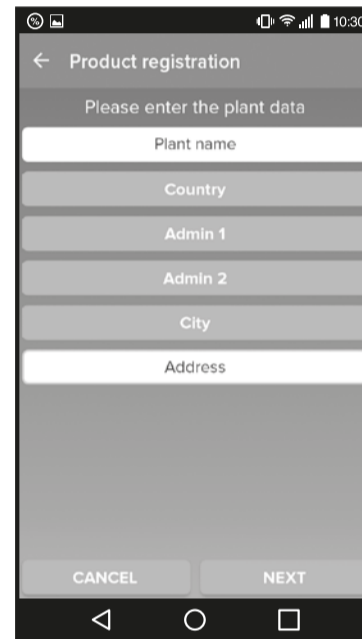 10:30
Product registration
Please enter the plant data
Plant name
Country
Admin 1
Admin 2
City
Address
CANCEL NEXT